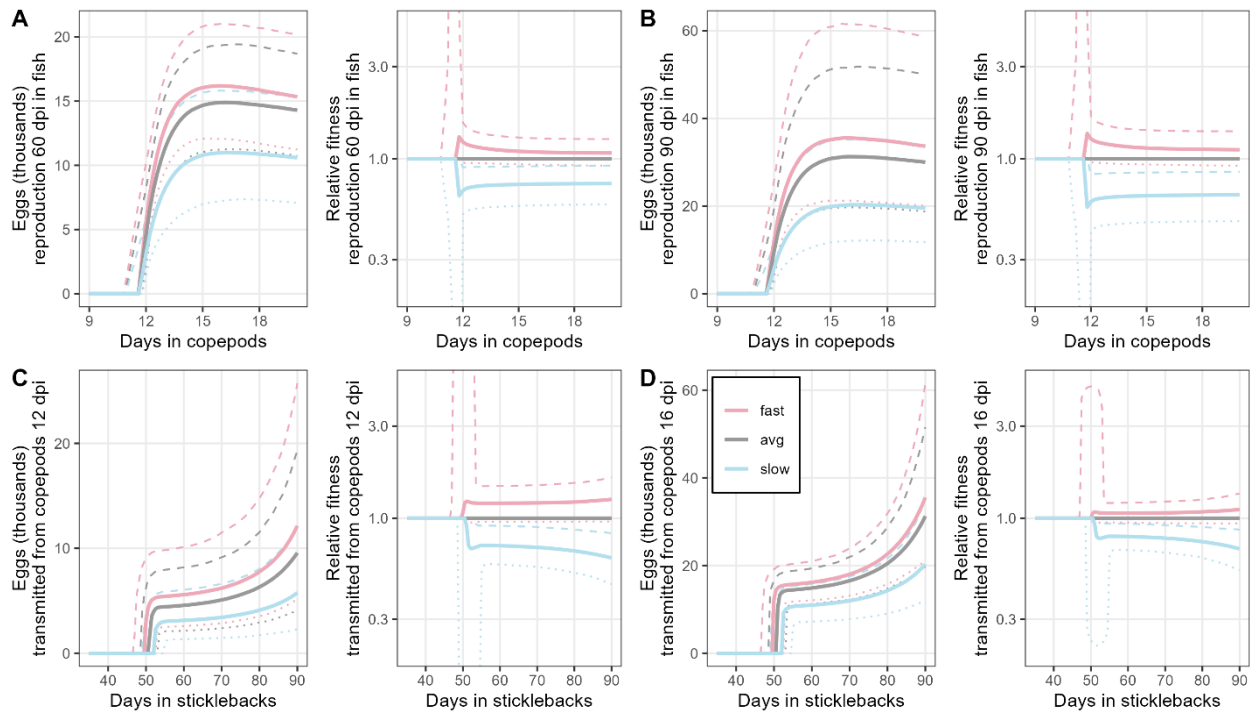 A
Eggs (thousands)
reproduction 60 dpi in fish
20
15
10
5
0
9
12
15
18
Days in copepods
Relative fitness
reproduction 60 dpi in fish
3.0
1.0
0.3
9
12
15
18
Days in copepods
B
Eggs (thousands)
reproduction 90 dpi in fish
60
40
20
0
9
12
15
18
Days in copepods
Relative fitness
reproduction 90 dpi in fish
3.0
1.0
0.3
9
12
15
18
Days in copepods
C
Eggs (thousands)
transmitted from copepods 12 dpi
20
10
0
40
50
60
70
80
90
Days in sticklebacks
Relative fitness
transmitted from copepods 12 dpi
3.0
1.0
0.3
40
50
60
70
80
90
Days in sticklebacks
D
Eggs (thousands)
transmitted from copepods 16 dpi
60
40
20
0
fast
avg
slow
40
50
60
70
80
90
Days in sticklebacks
Relative fitness
transmitted from copepods 16 dpi
3.0
1.0
0.3
40
50
60
70
80
90
Days in sticklebacks